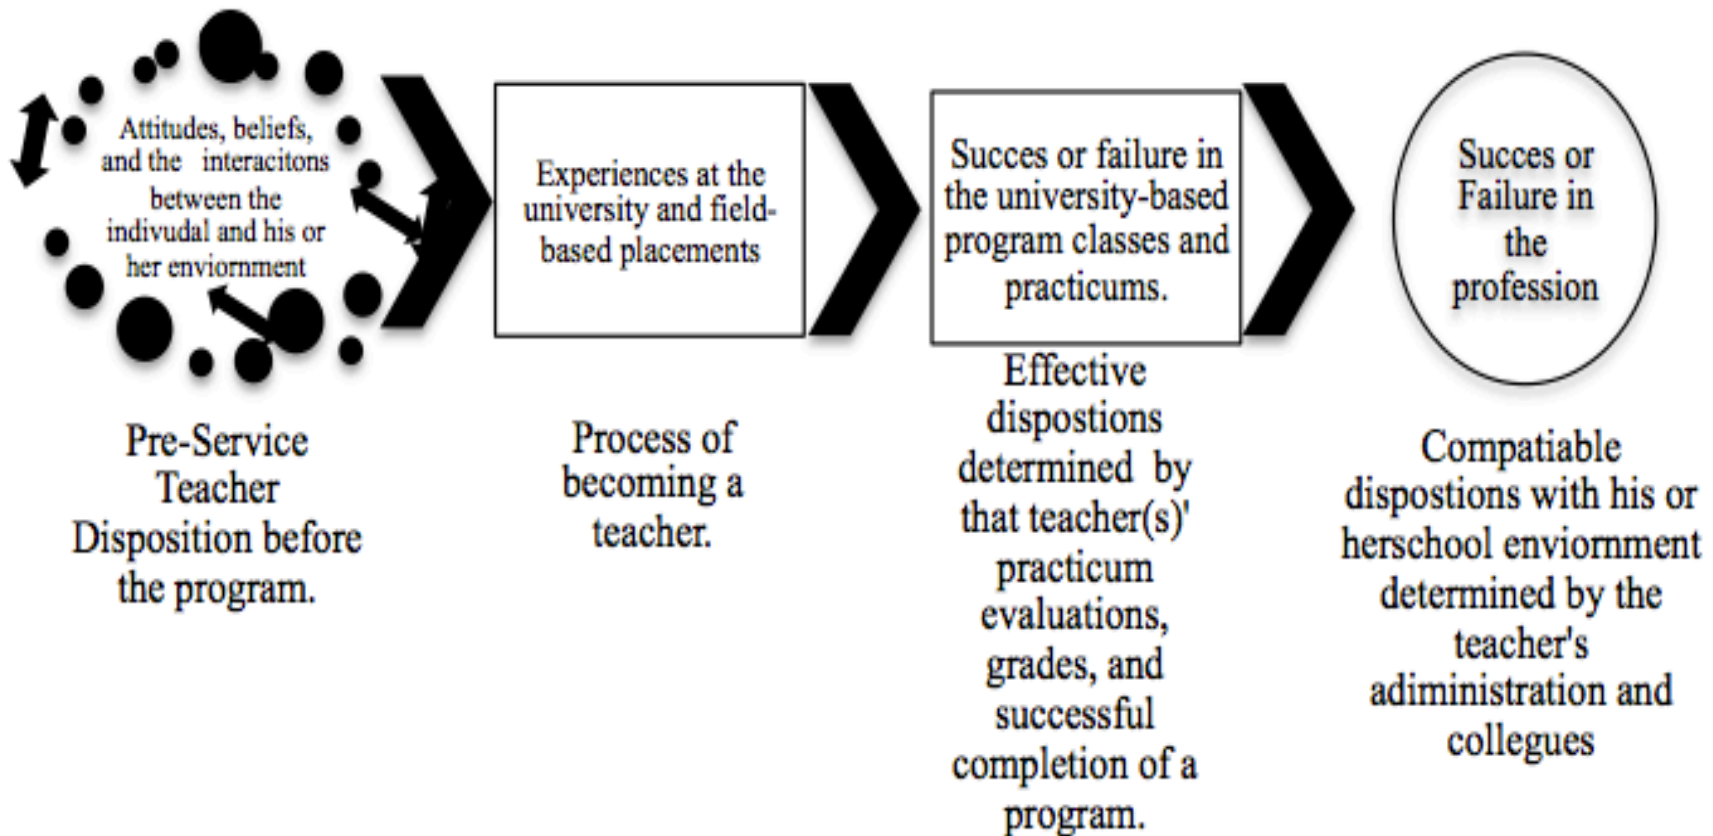 Attitudes, beliefs,
and the interacitons
between the
indivudal and his or
her enviornment
Pre-Service
Teacher
Disposition before
the program.
Experiences at the
university and field-
based placements
Process of
becoming a
teacher.
Succes or failure in
the university-based
program classes and
practicums.
Effective
dispostions
determined by
that teacher(s)'
practicum
evaluations,
grades, and
successful
completion of a
program.
Succes or
Failure in
the
profession
Compatiable
dispostions with his or
herschool enviornment
determined by the
teacher's
adiministration and
collegues